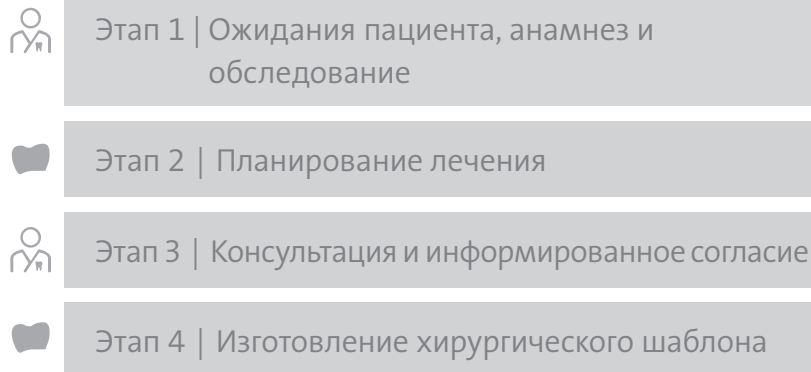 Этап 1 | Ожидания пациента, анамнез и
обследование
Этап 2 | Планирование лечения
Этап 3 | Консультация и информированное согласие
Этап 4 | Изготовление хирургического шаблона